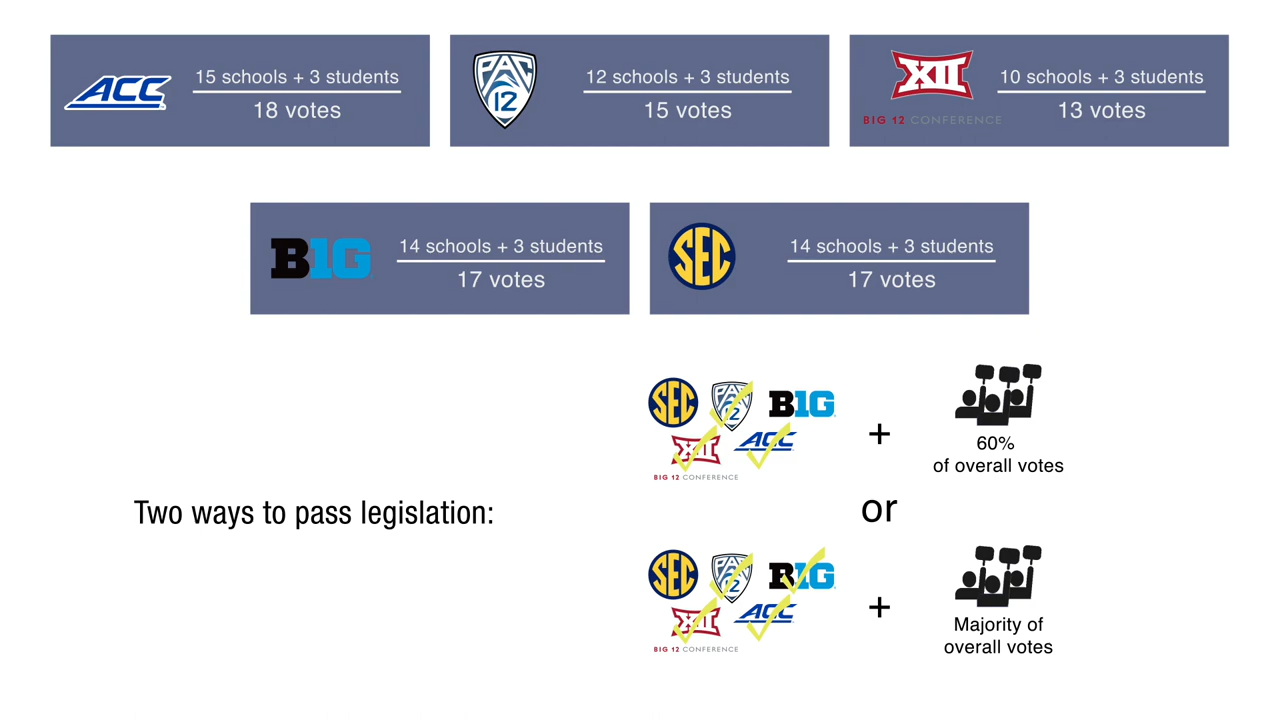 ACC
15 schools + 3 students
18 votes
PAC
12
12 schools + 3 students
15 votes
XII
BIG 12 CONFERENCE
10 schools + 3 students
13 votes
B1G
14 schools + 3 students
17 votes
SEC
14 schools + 3 students
17 votes
SEC
PAC
12
B1G
XII
ACC
BIG 12 CONFERENCE
+
60%
of overall votes
Two ways to pass legislation:
or
SEC
PAC
12
B1G
XII
ACC
BIG 12 CONFERENCE
+
Majority of
overall votes